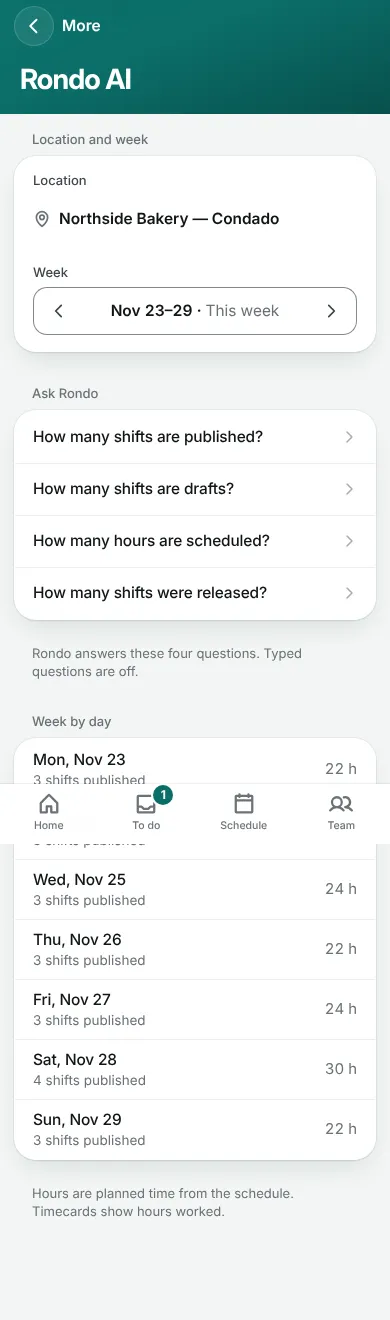 More
Rondo AI
Location and week
Location
Northside Bakery — Condado
Week
Nov 23–29 · This week
Ask Rondo
How many shifts are published?
How many shifts are drafts?
How many hours are scheduled?
How many shifts were released?
Rondo answers these four questions. Typed
questions are off.
Week by day
Mon, Nov 23
22 h
3 shifts published
1
Home
To do
Schedule
Team
Wed, Nov 25
24 h
3 shifts published
Thu, Nov 26
22 h
3 shifts published
Fri, Nov 27
24 h
3 shifts published
Sat, Nov 28
30 h
4 shifts published
Sun, Nov 29
22 h
3 shifts published
Hours are planned time from the schedule.
Timecards show hours worked.